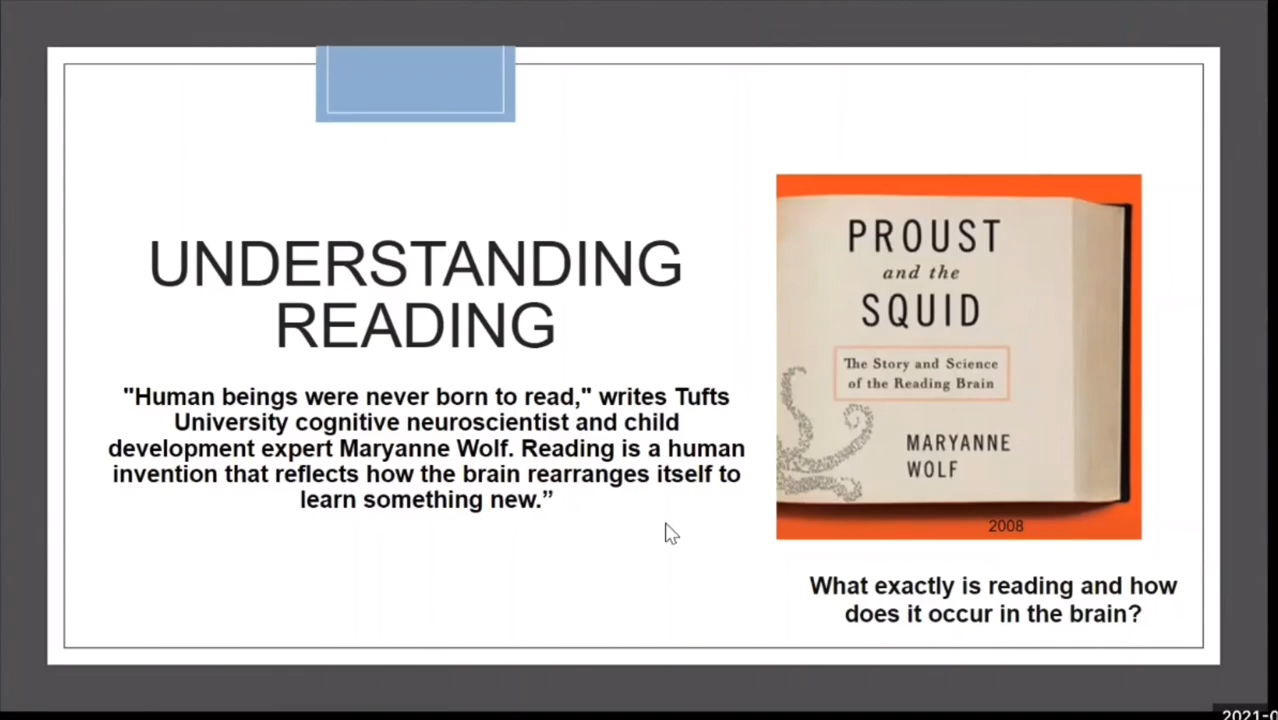 UNDERSTANDING
READING
"Human beings were never born to read," writes Tufts
University cognitive neuroscientist and child
development expert Maryanne Wolf. Reading is a human
invention that reflects how the brain rearranges itself to
learn something new.”
PROUST
and the
SQUID
The Story and Science
of the Reading Brain
MARYANNE
WOLF
2008
What exactly is reading and how
does it occur in the brain?